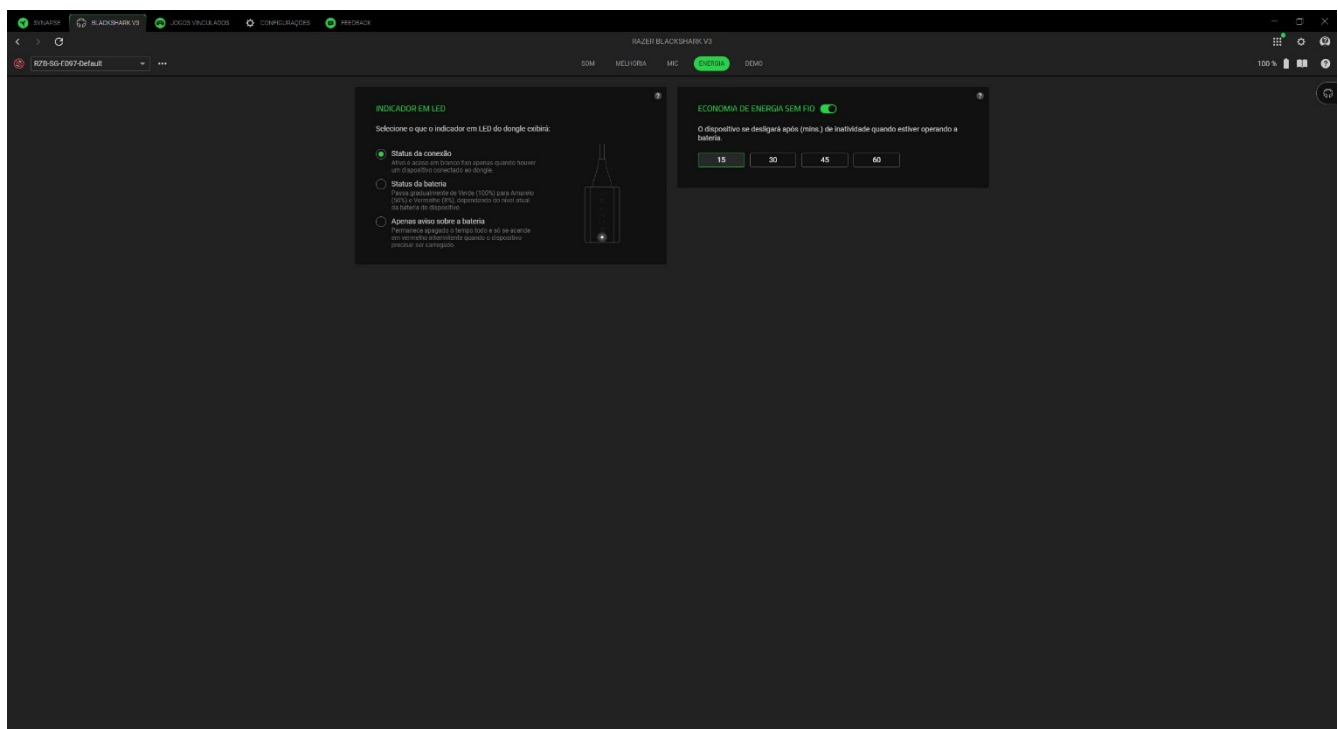 SYNAPSE BLACKSHARK V3 JOGOS VINCULADOS CONFIGURAÇÕES FEEDBACK
RAZER BLACKSHARK V3
RZB-SG-E097-Default SOM MELHORIA MIC ENERGIA DEMO 100 %
INDICADOR EM LED
Selecione o que o indicador em LED do dongle exibirá:
Status da conexão
Ativo e aceso em branco fixo apenas quando houver
um dispositivo conectado ao dongle.
Status da bateria
Passa gradualmente de Verde (100%) para Amarelo
(50%) e Vermelho (0%), dependendo do nível atual
da bateria do dispositivo.
Apenas aviso sobre a bateria
Permanece apagado o tempo todo e só se acende
em vermelho intermitente quando o dispositivo
precisar ser carregado.
ECONOMIA DE ENERGIA SEM FIO
O dispositivo se desligará após (mins.) de inatividade quando estiver operando a
bateria.
15 30 45 60